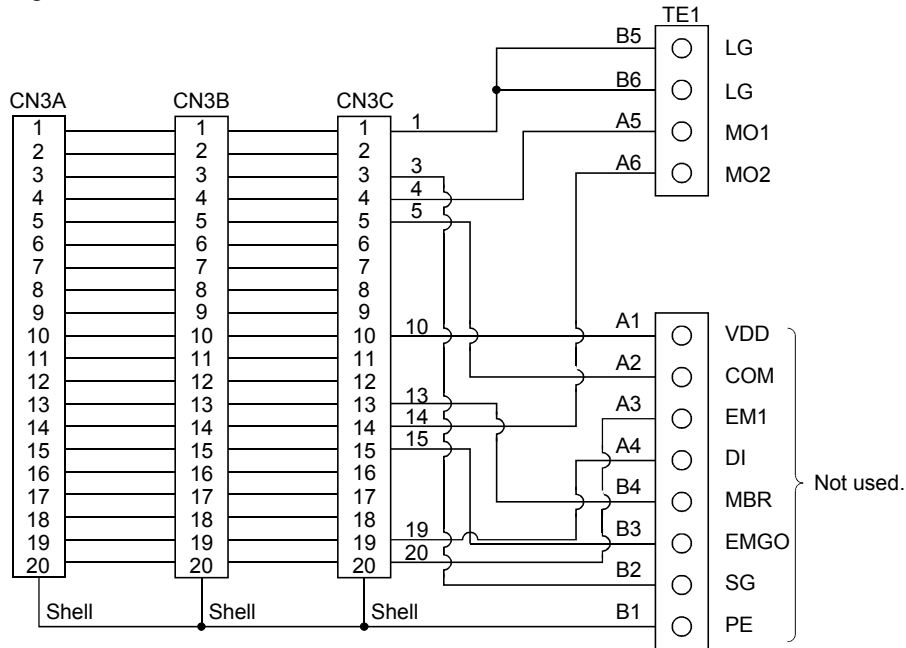 TE1
B5 LG
B6 LG
CN3A CN3B CN3C
1 1 1 1 A5 MO1
2 2 2
3 3 3 3 A6 MO2
4 4 4 4
5 5 5 5
6 6 6
7 7 7
8 8 8
9 9 9
10 10 10 10 A1 VDD
11 11 11
12 12 12 A2 COM
13 13 13 13 A3 EM1
14 14 14 14
15 15 15 15 A4 DI
16 16 16
17 17 17 B4 MBR Not used.
18 18 18
19 19 19 19 B3 EMGO
20 20 20 20
B2 SG
Shell Shell Shell B1 PE